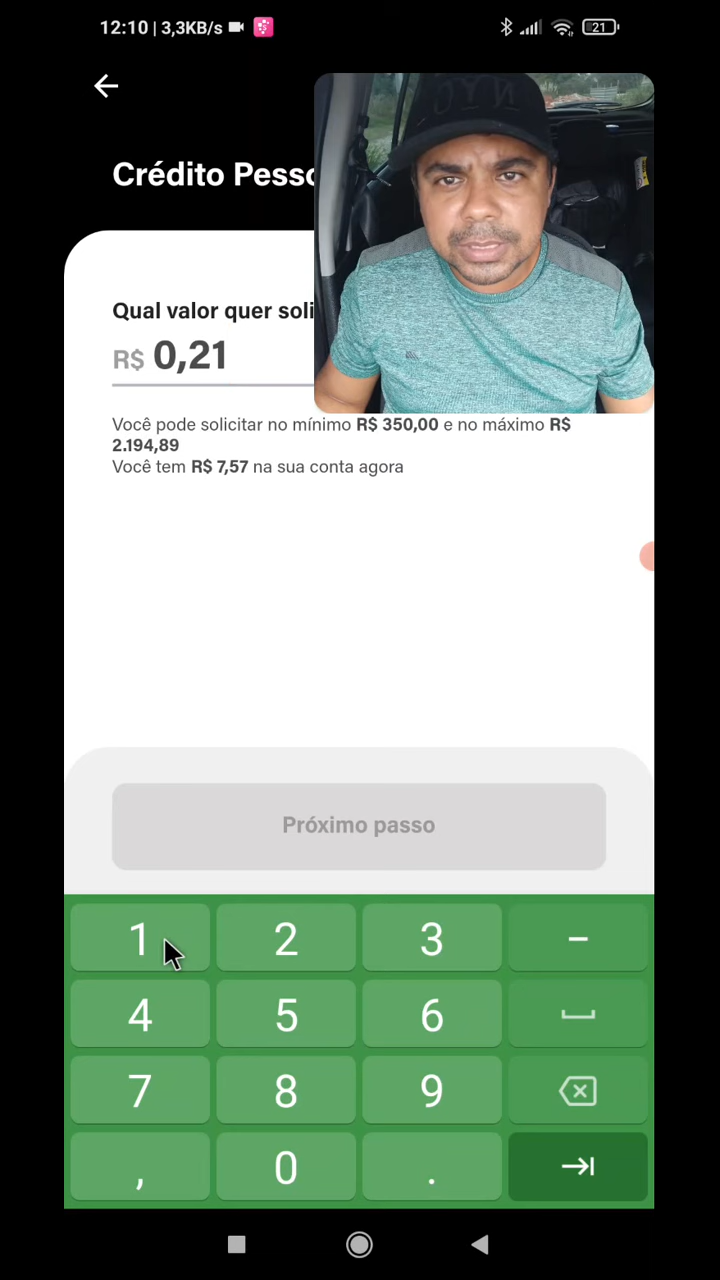 12:10 | 3,3KB/s
21
Crédito Pesso
Qual valor quer soli
R$ 0,21
Você pode solicitar no mínimo R$ 350,00 e no máximo R$
2.194,89
Você tem R$ 7,57 na sua conta agora
Próximo passo
1 2 3 –
4 5 6
7 8 9
, 0 .